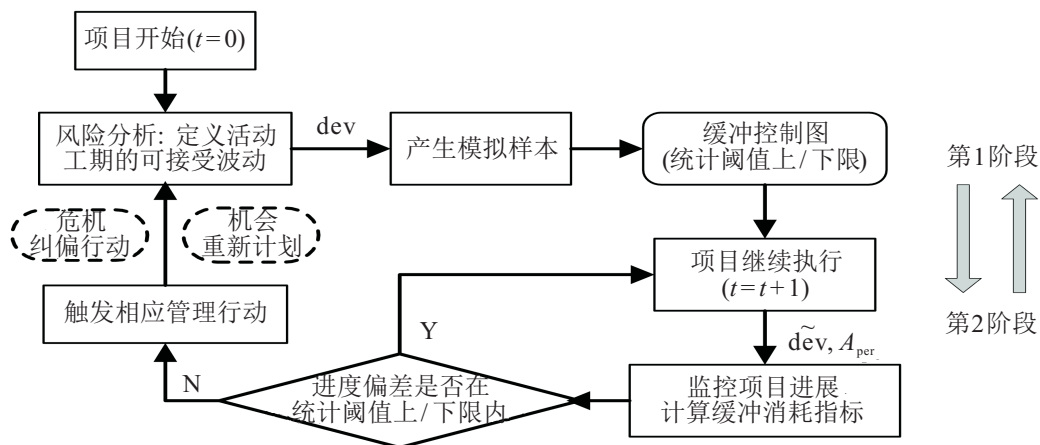 项目开始(t=0)
风险分析: 定义活动
工期的可接受波动
dev
产生模拟样本
缓冲控制图
(统计阈值上/下限)
第1阶段
危机
纠偏行动
机会
重新计划
项目继续执行
(t=t+1)
触发相应管理行动
第2阶段
Y
d͠ev, A_per
N
进度偏差是否在
统计阈值上/下限内
监控项目进展
计算缓冲消耗指标